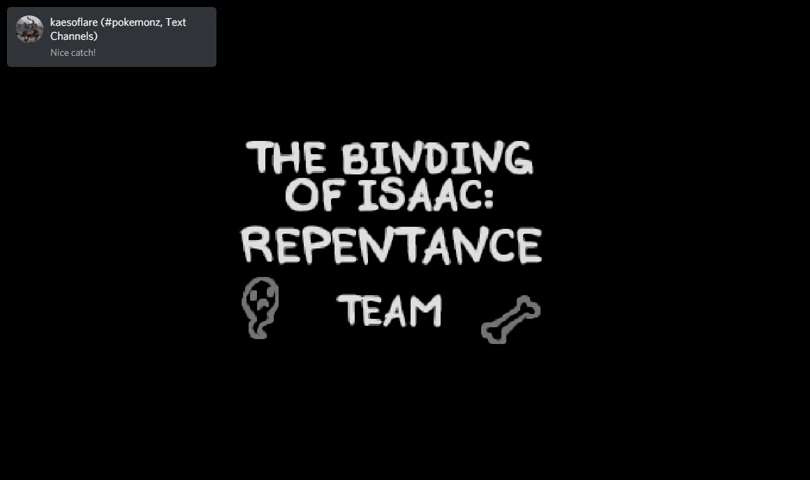 kaesoflare (#pokemonz, Text
Channels)
Nice catch!
THE BINDING
OF ISAAC:
REPENTANCE
TEAM